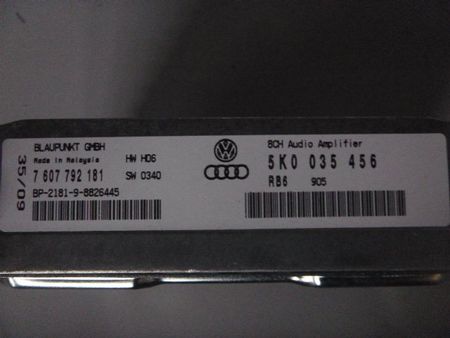 35/09
BLAUPUNKT GMBH
Made in Malaysia HW H06
7 607 792 181 SW 0340
BP-2181-9-8826445
8CH Audio Amplifier
5K0 035 456
RB6 905